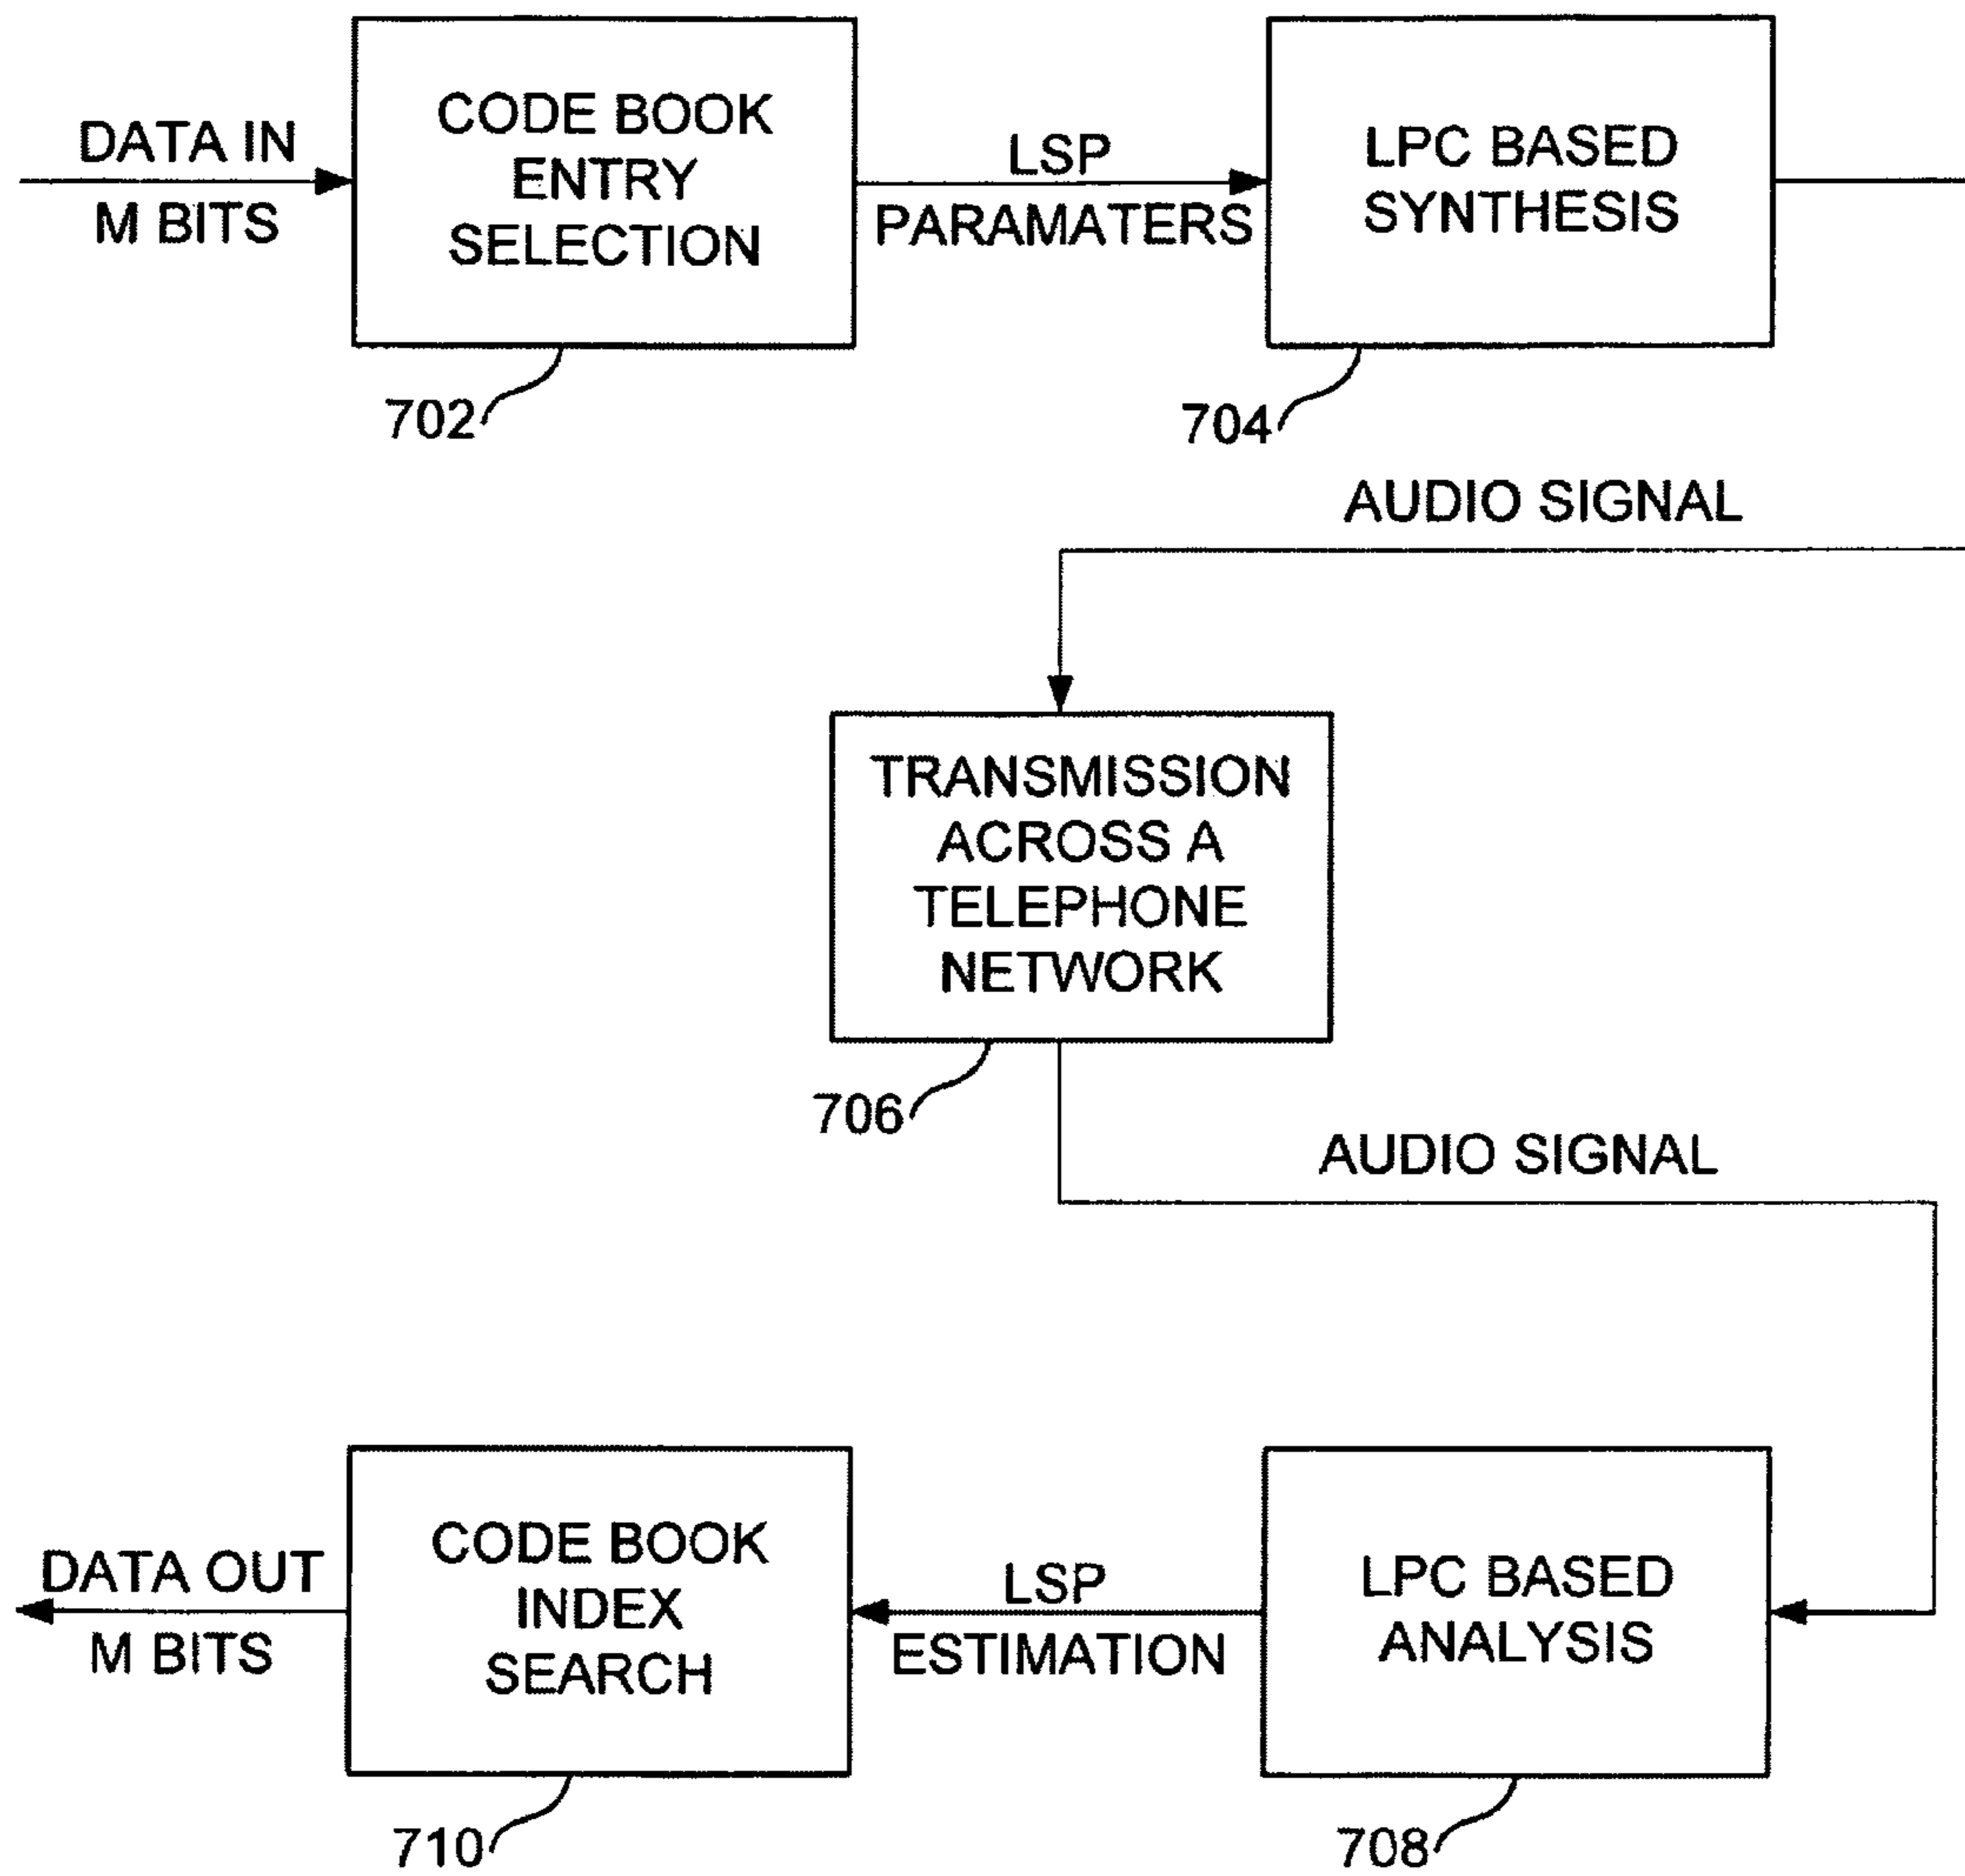 DATA IN
M BITS
CODE BOOK
ENTRY
SELECTION
LSP
PARAMATERS
LPC BASED
SYNTHESIS
702
704
AUDIO SIGNAL
TRANSMISSION
ACROSS A
TELEPHONE
NETWORK
706
AUDIO SIGNAL
DATA OUT
M BITS
CODE BOOK
INDEX
SEARCH
LSP
ESTIMATION
LPC BASED
ANALYSIS
710
708